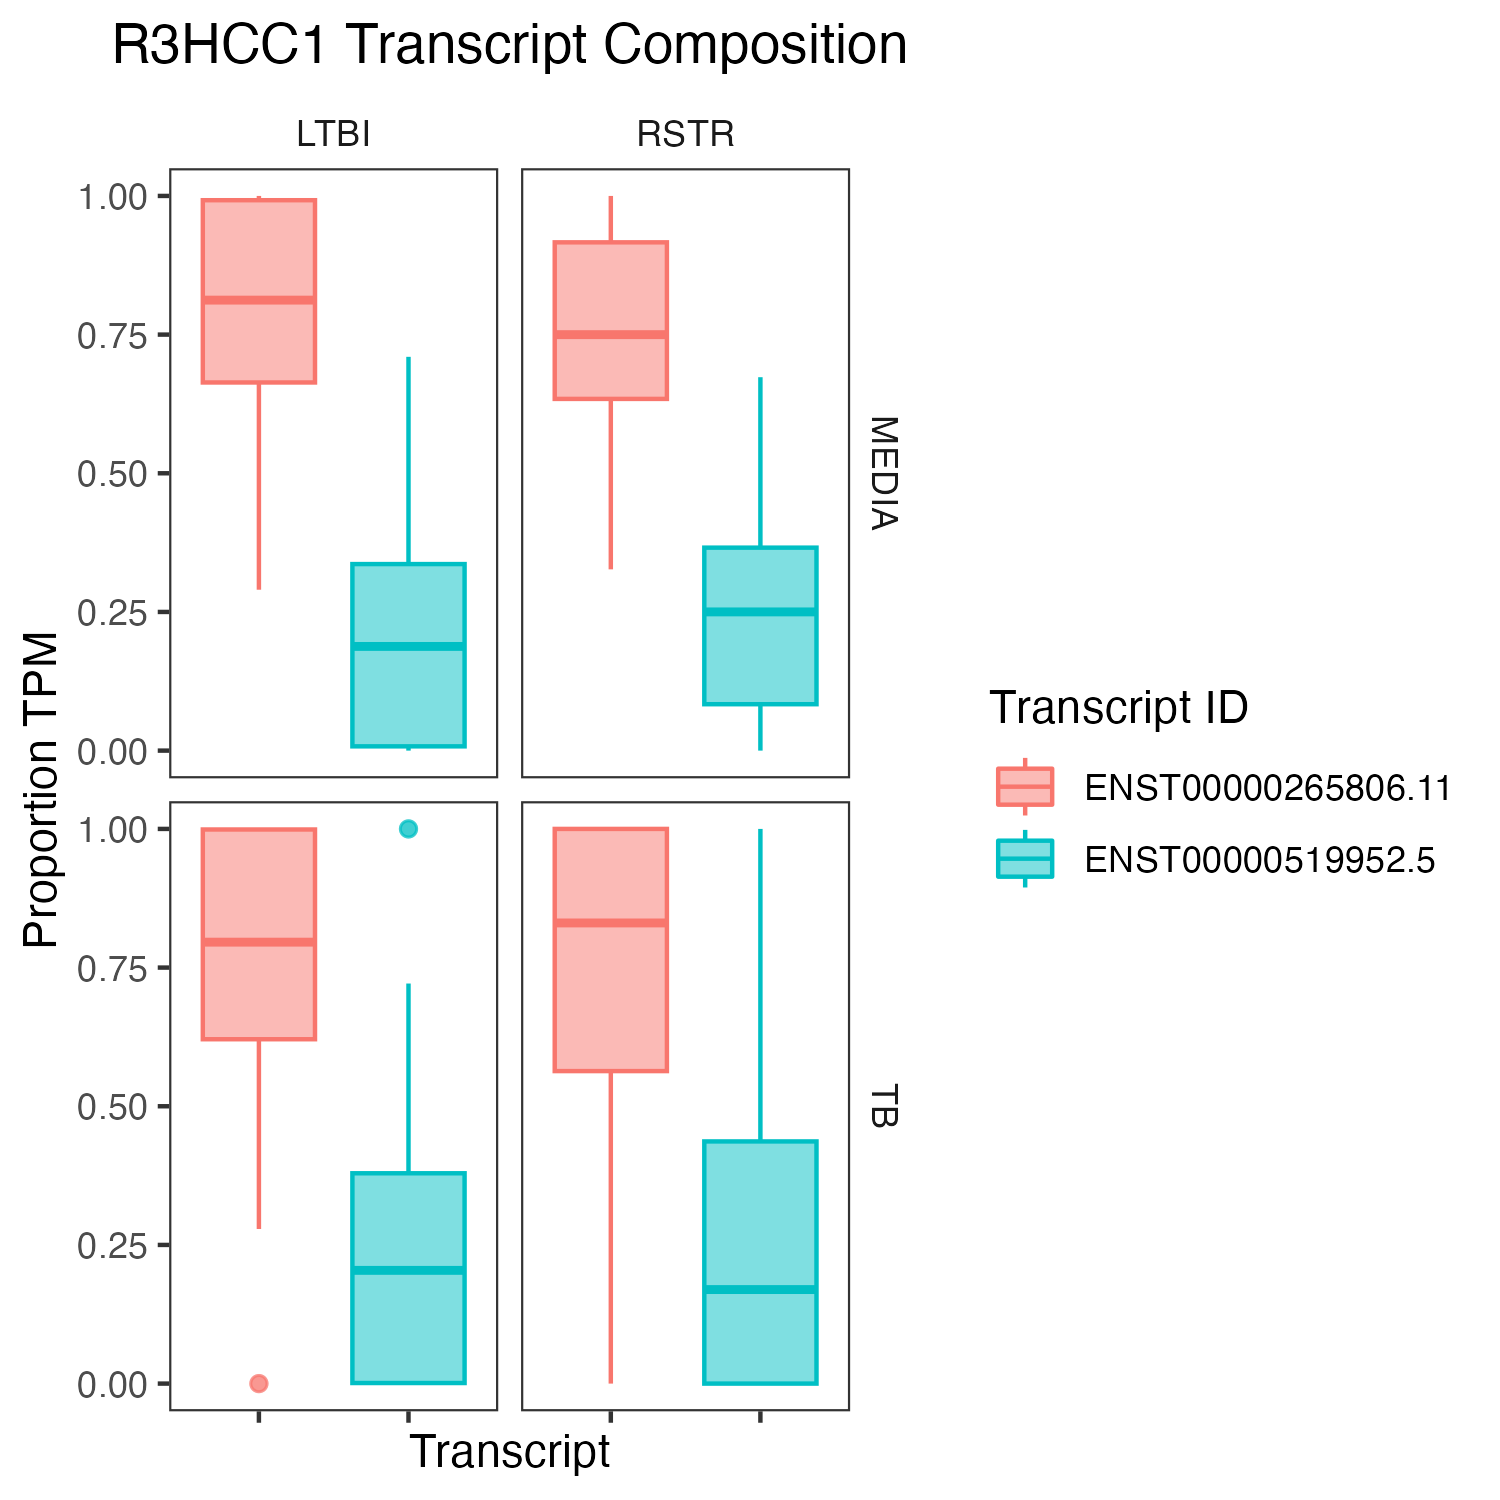 R3HCC1 Transcript Composition
LTBI
RSTR
1.00
0.75
0.50
0.25
0.00
MEDIA
1.00
0.75
0.50
0.25
0.00
TB
Proportion TPM
Transcript
Transcript ID
ENST00000265806.11
ENST00000519952.5